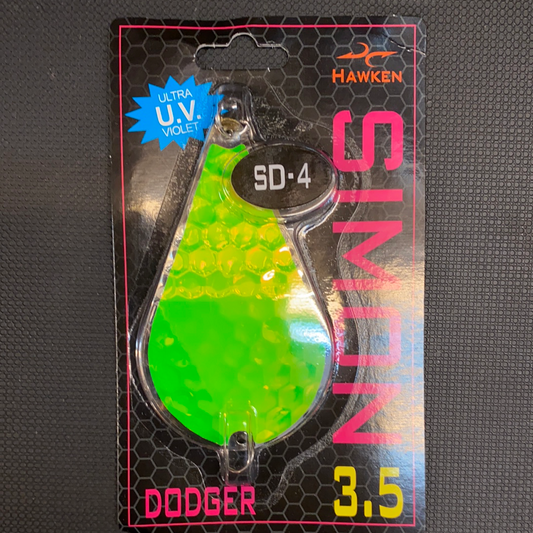 HAWKEN
ULTRA
U.V.
VIOLET
SD-4
SIMON
DODGER
3.5